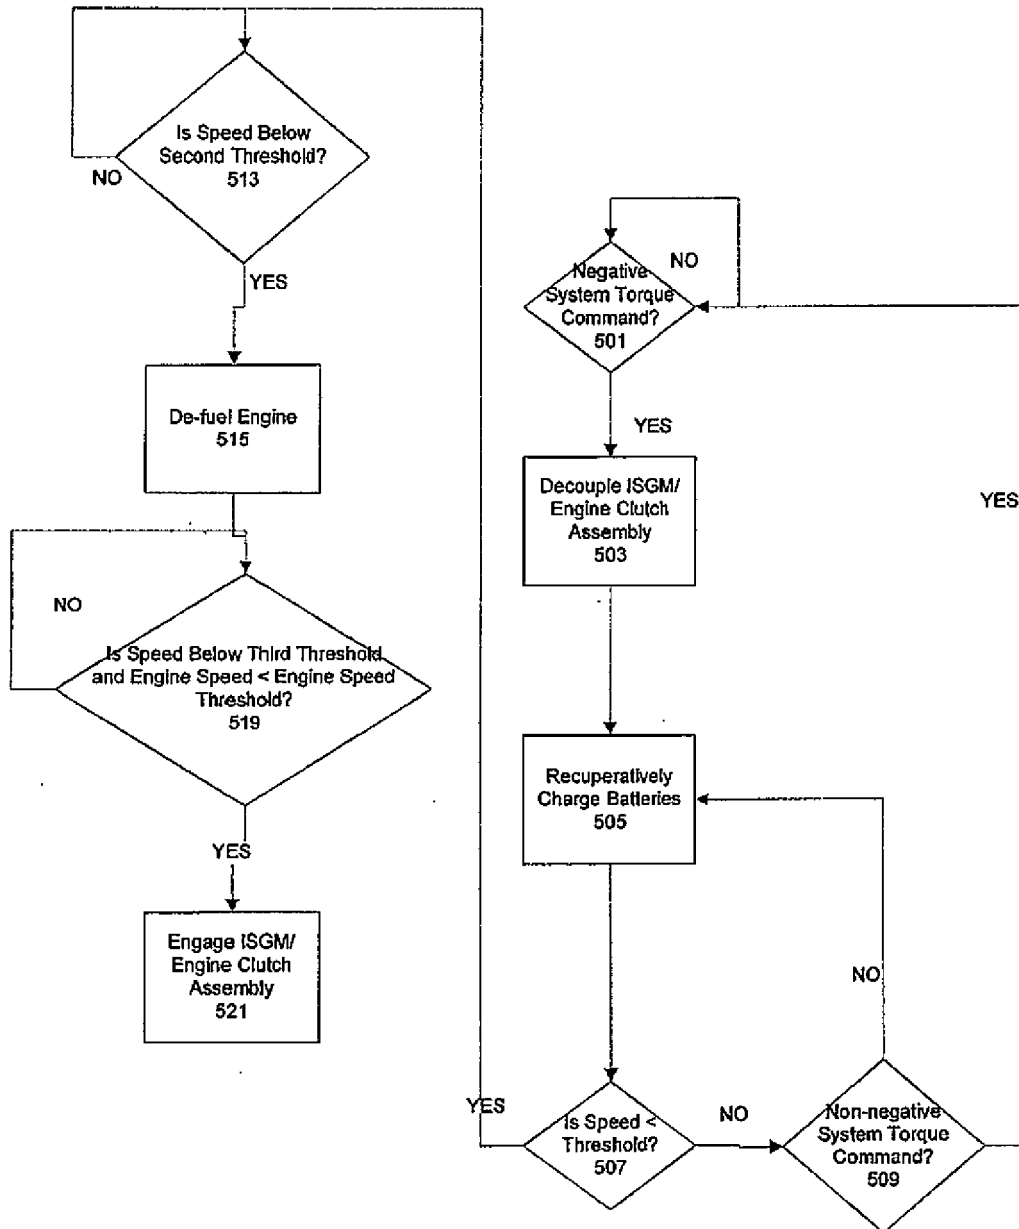 Is Speed Below
Second Threshold?
513
NO
YES
De-fuel Engine
515
NO
Is Speed Below Third Threshold
and Engine Speed < Engine Speed
Threshold?
519
YES
Engage ISGM/
Engine Clutch
Assembly
521
Negative
System Torque
Command?
501
NO
YES
Decouple ISGM/
Engine Clutch
Assembly
503
YES
Recuperatively
Charge Batteries
505
NO
YES
Is Speed <
Threshold?
507
NO
Non-negative
System Torque
Command?
509